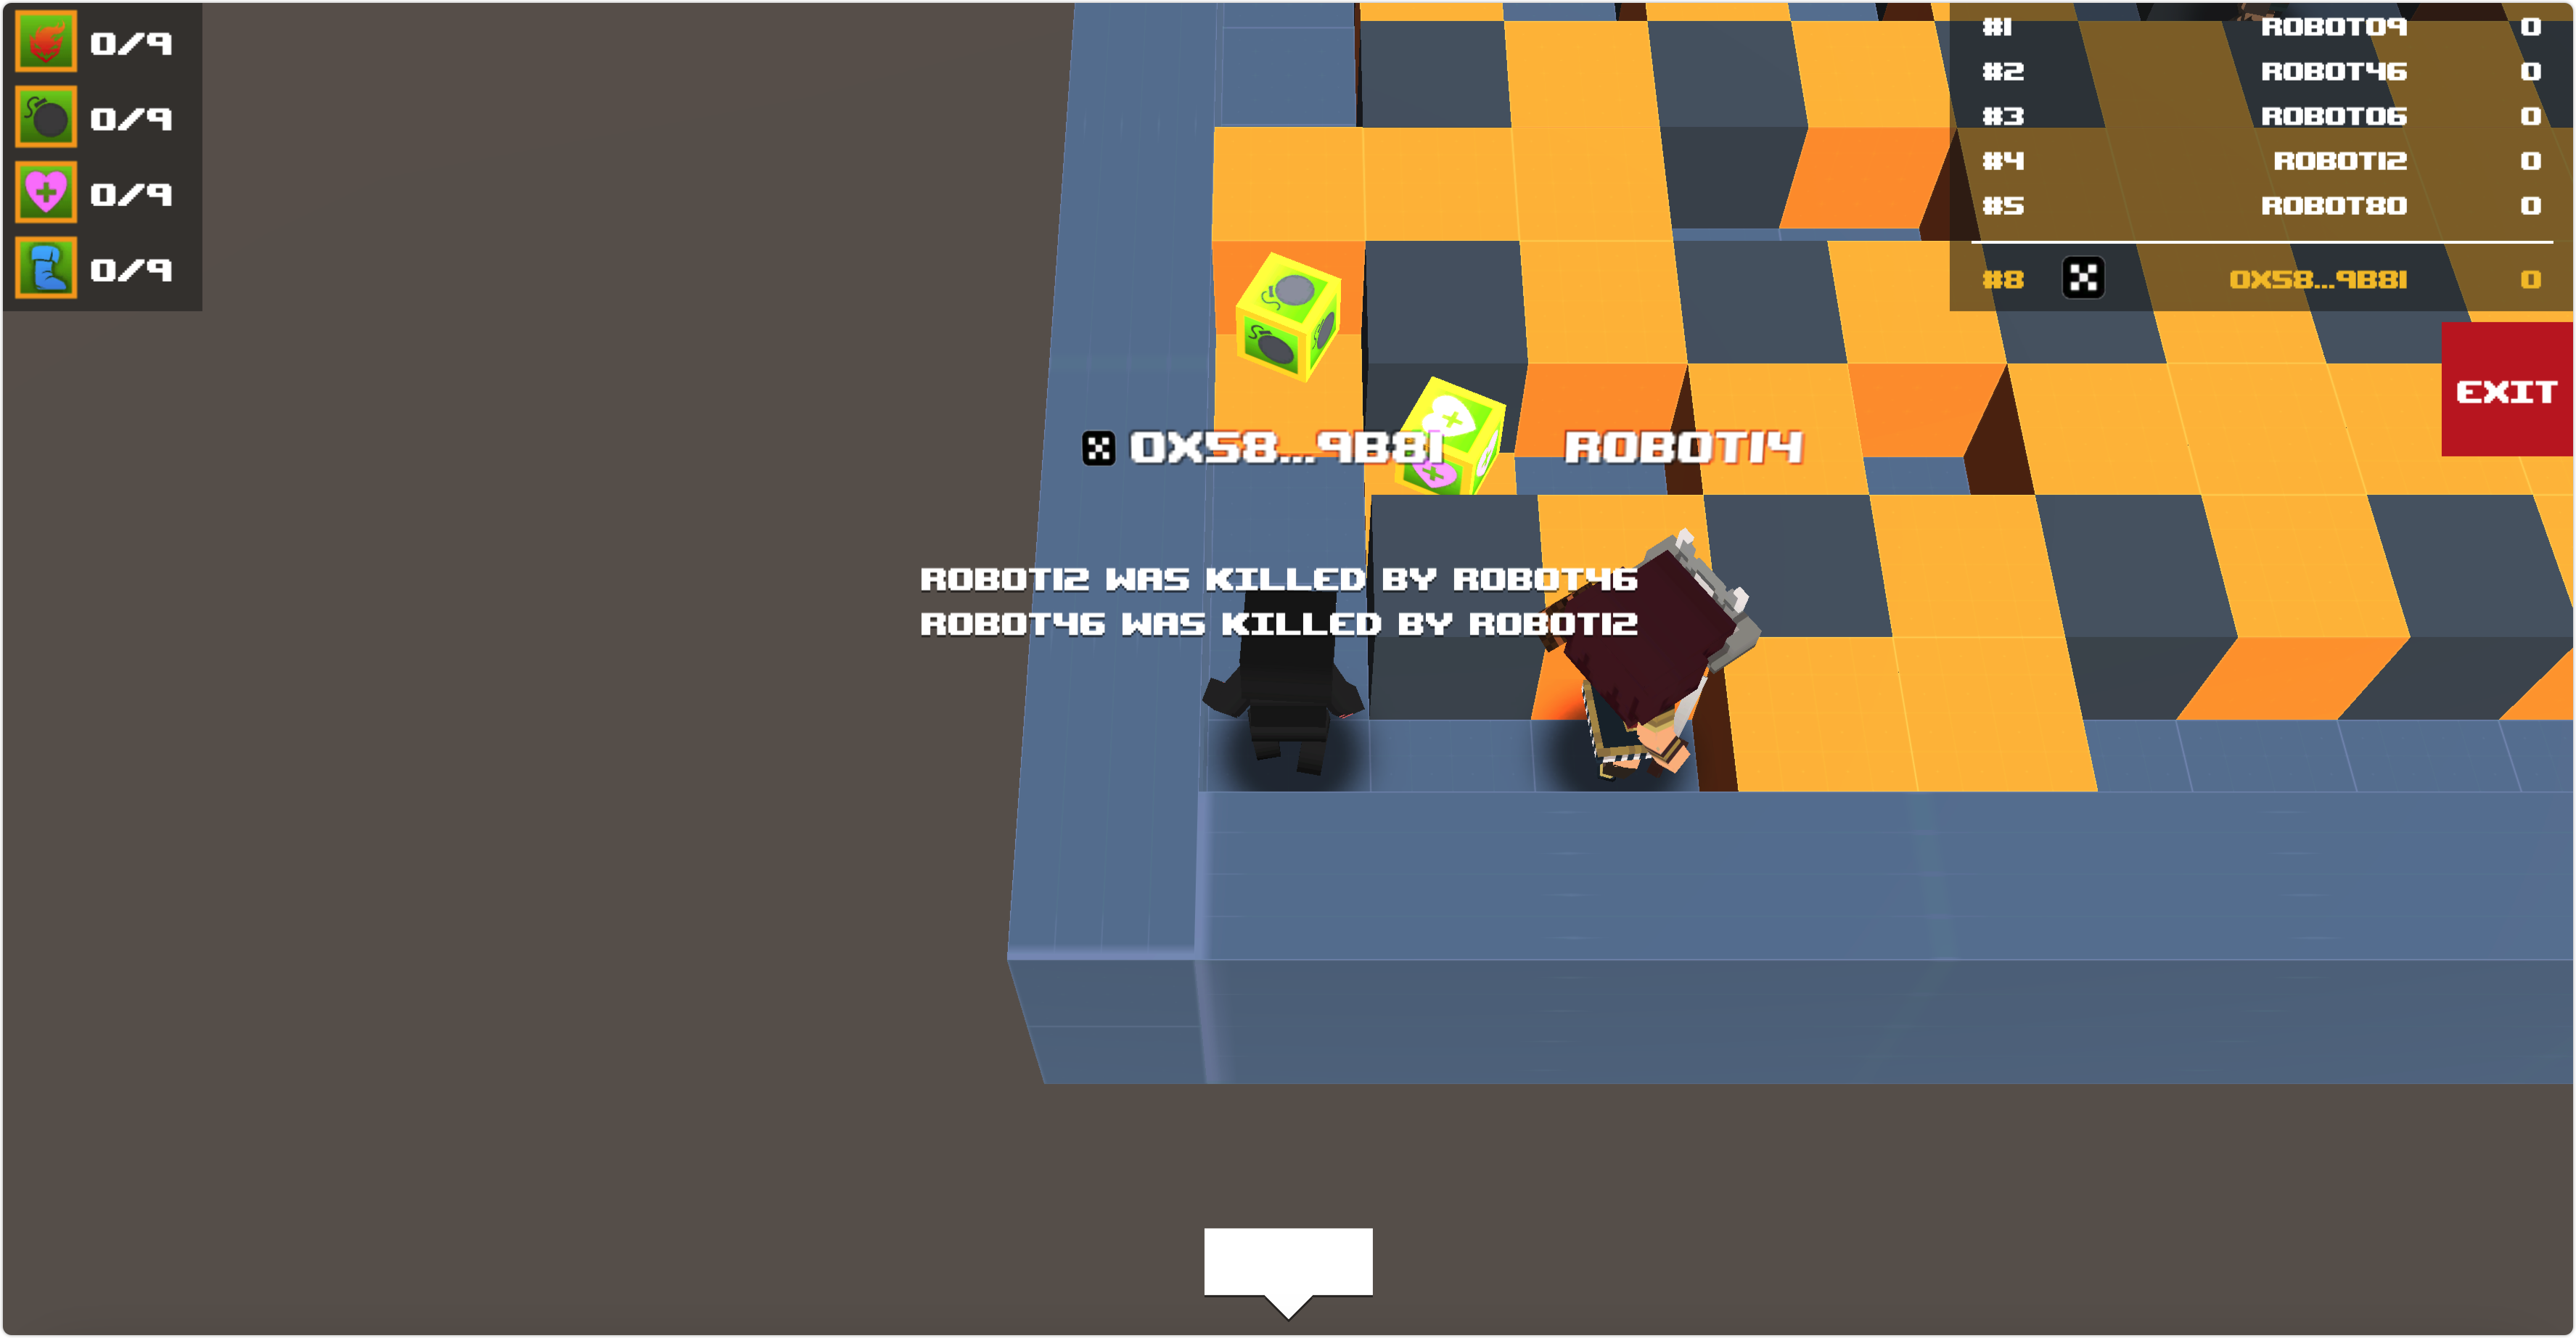 0/9
0/9
0/9
0/9
#1 ROBOT09 0
#2 ROBOT46 0
#3 ROBOT06 0
#4 ROBOT12 0
#5 ROBOT80 0
#8 0X58...9B81 0
EXIT
0X58...9B81
ROBOT14
ROBOT12 WAS KILLED BY ROBOT46
ROBOT46 WAS KILLED BY ROBOT12